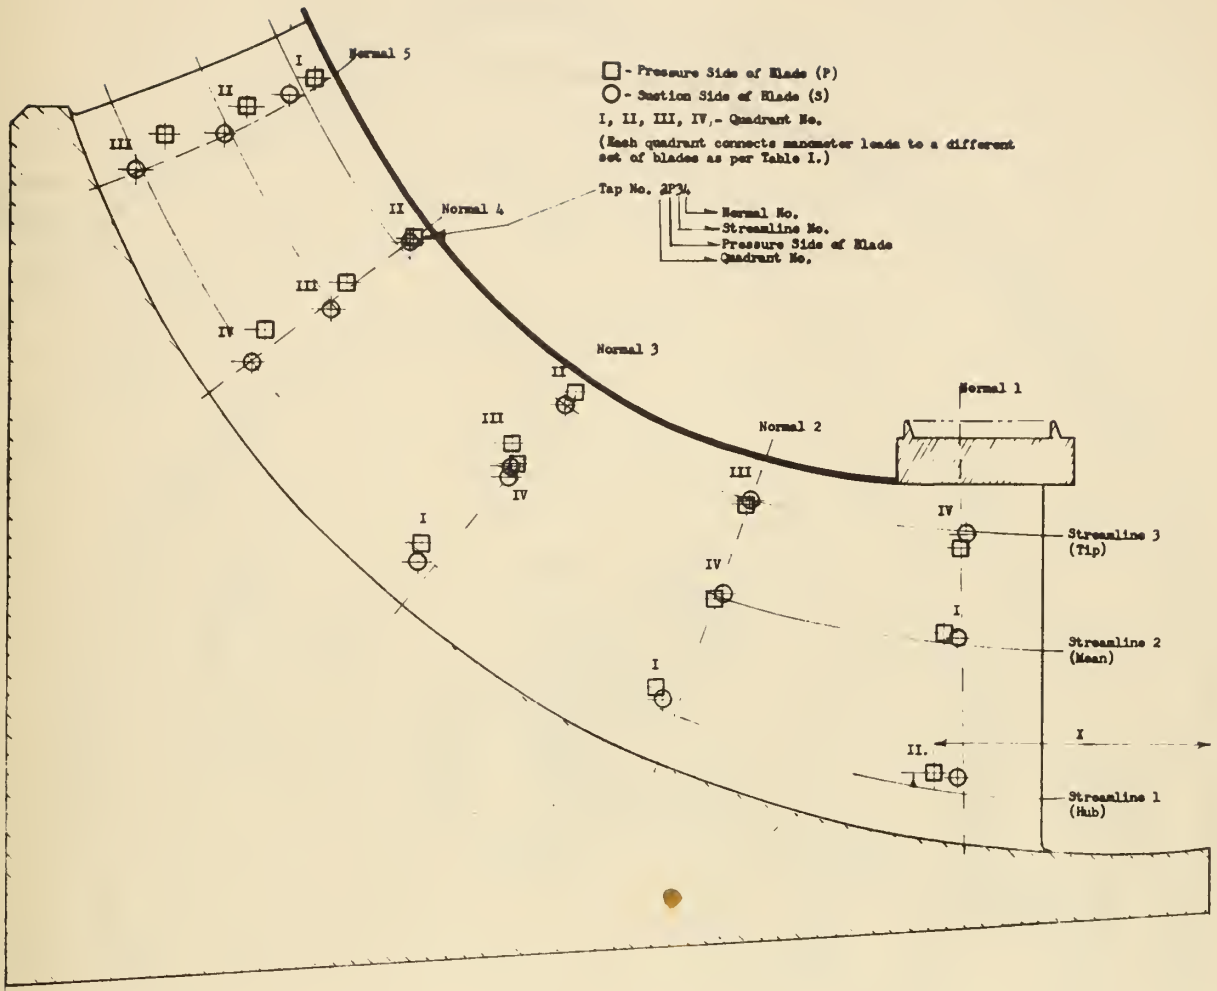 I
Normal 5
II
III
□ - Pressure Side of Blade (P)
○ - Suction Side of Blade (S)
I, II, III, IV,- Quadrant No.
(Each quadrant connects manometer leads to a different
set of blades as per Table I.)
Tap No. 2P34
Normal No.
Streamline No.
Pressure Side of Blade
Quadrant No.
II
Normal 4
III
IV
Normal 3
II
Normal 1
III
Normal 2
III
IV
IV
I
Streamline 3
(Tip)
IV
I
Streamline 2
(Mean)
I
X
II.
Streamline 1
(Hub)